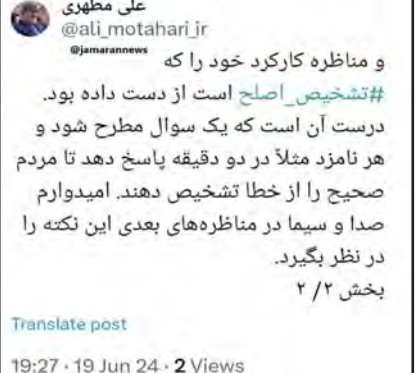 علی مطهری
@ali_motahari_ir
@jamarannews
و مناظره کارکرد خود را که
#تشخیص_اصلح است از دست داده بود.
درست آن است که یک سوال مطرح شود و
هر نامزد مثلاً در دو دقیقه پاسخ دهد تا مردم
صحیح را از خطا تشخیص دهند. امیدوارم
صدا و سیما در مناظره‌های بعدی این نکته را
در نظر بگیرد.
بخش ۲/ ۲
Translate post
19:27 · 19 Jun 24 · 2 Views